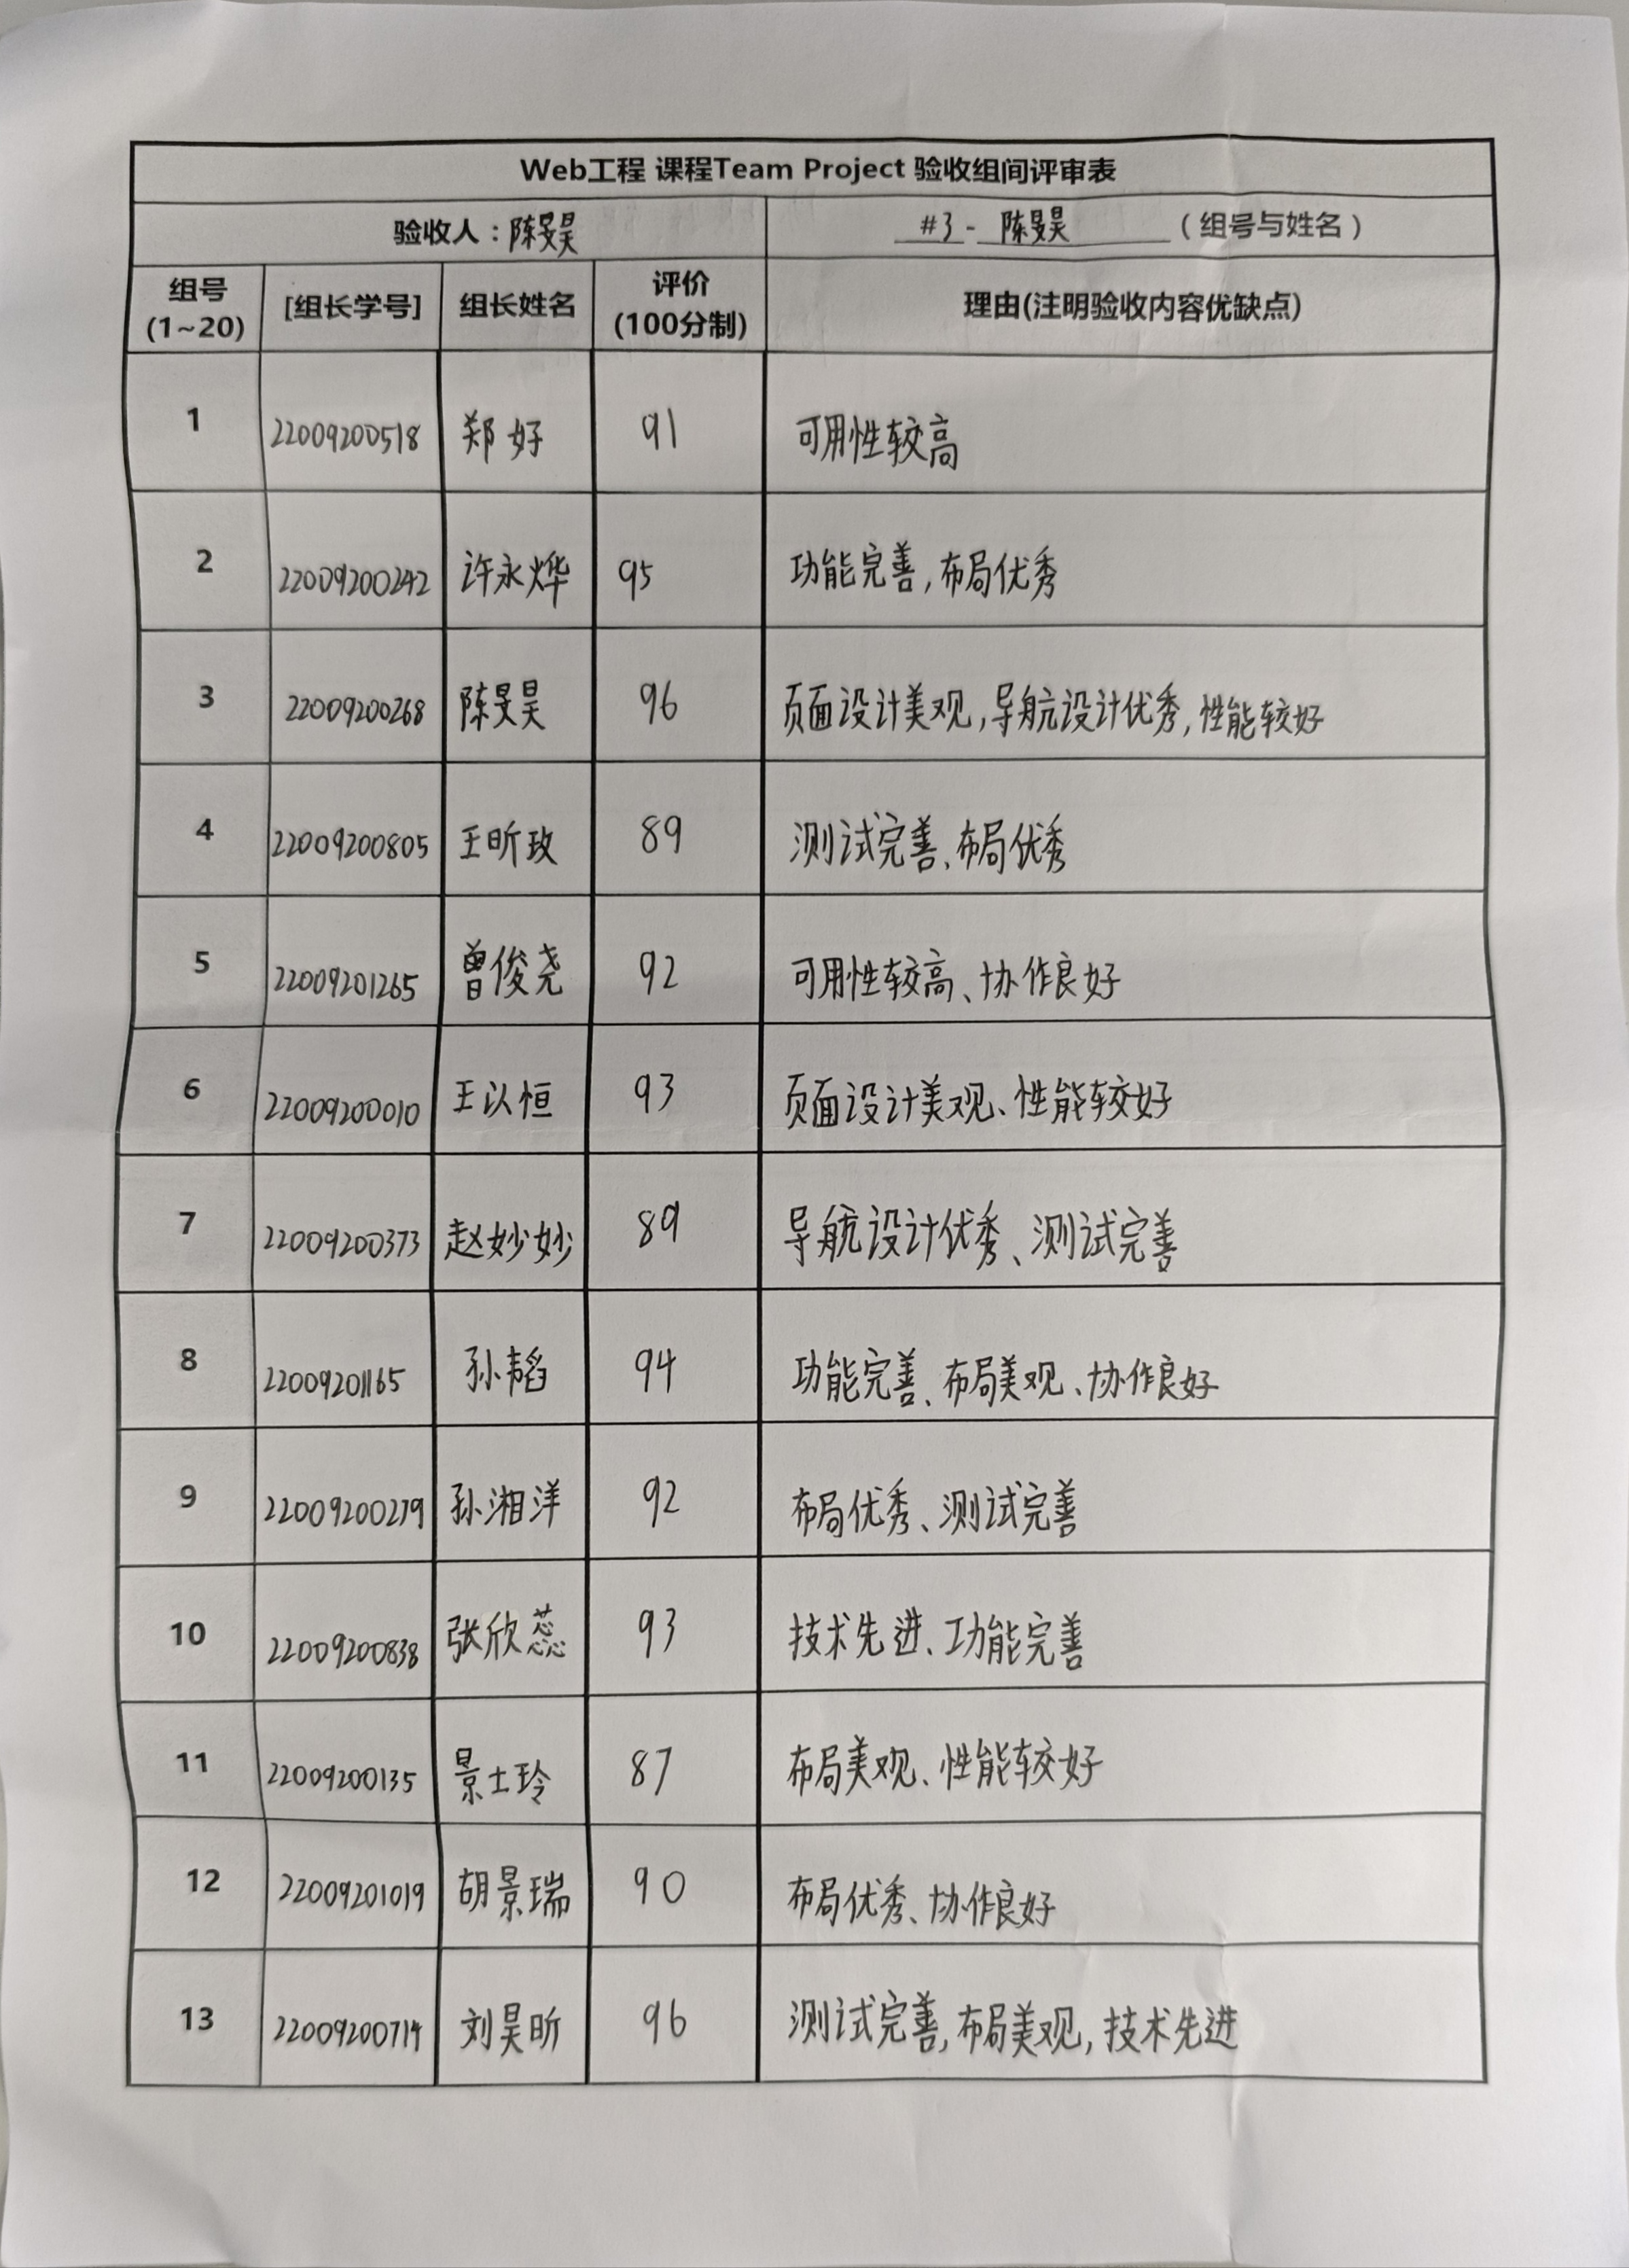 Web工程 课程Team Project 验收组间评审表
验收人：陈旻昊 #3 - 陈旻昊 （组号与姓名）
组号(1~20) [组长学号] 组长姓名 评价(100分制) 理由(注明验收内容优缺点)
1 22009200518 郑好 91 可用性较高
2 22009200242 许永烨 95 功能完善,布局优秀
3 22009200268 陈旻昊 96 页面设计美观,导航设计优秀,性能较好
4 22009200805 王昕玫 89 测试完善、布局优秀
5 22009201265 曾俊尧 92 可用性较高、协作良好
6 22009200010 王以恒 93 页面设计美观、性能较好
7 22009200373 赵妙妙 89 导航设计优秀、测试完善
8 22009201165 孙韬 94 功能完善、布局美观、协作良好
9 22009200279 孙湘洋 92 布局优秀、测试完善
10 22009200838 张欣蕊 93 技术先进、功能完善
11 22009200135 景士玲 87 布局美观、性能较好
12 22009201019 胡景瑞 90 布局优秀、协作良好
13 22009200714 刘昊昕 96 测试完善,布局美观,技术先进